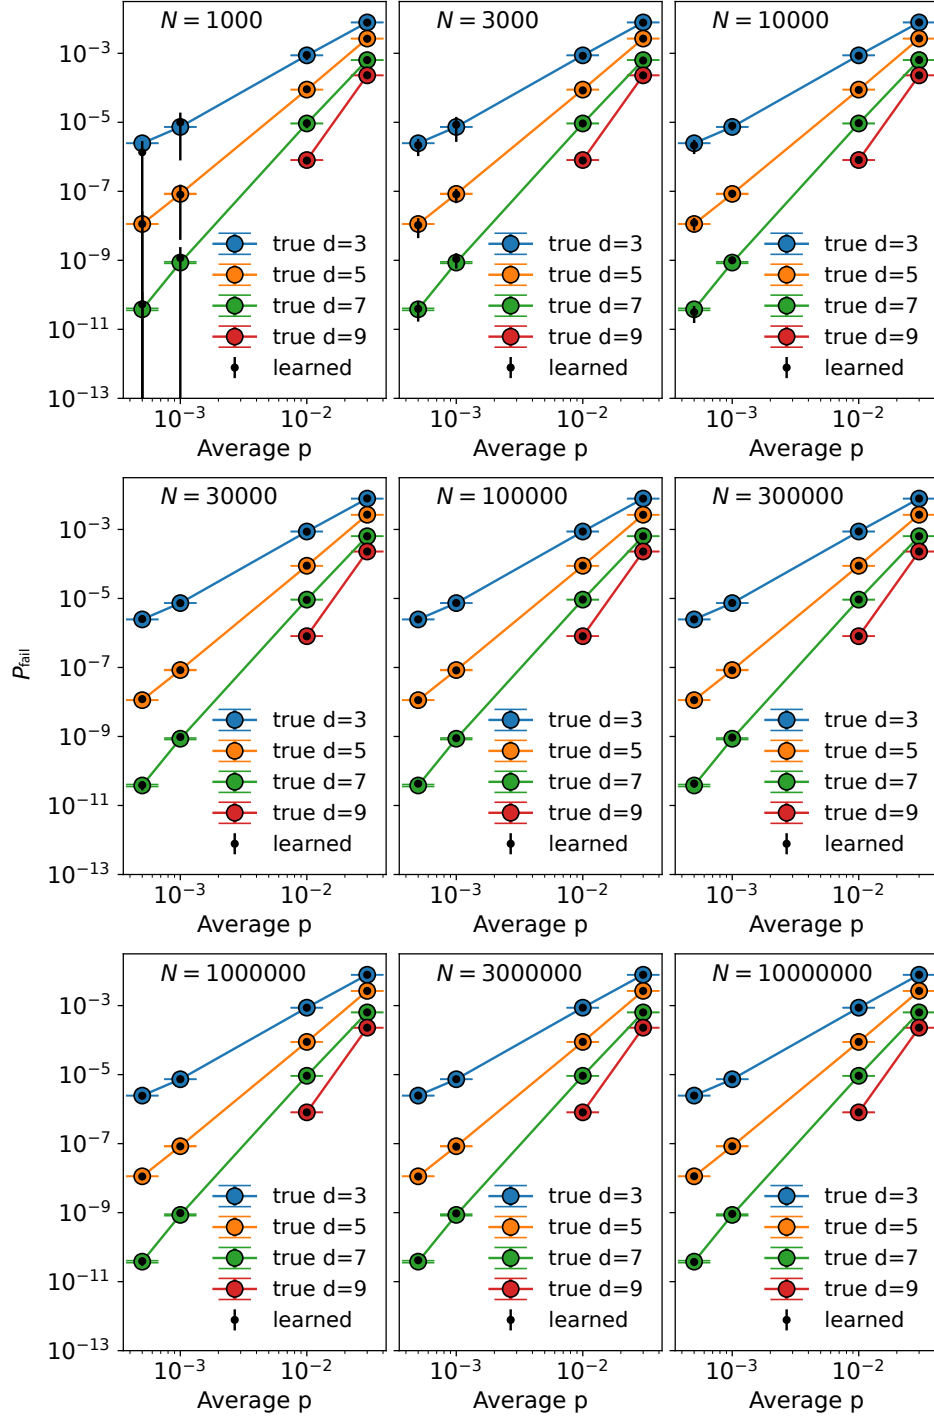 N = 1000
N = 3000
N = 10000
10⁻³
10⁻⁵
10⁻⁷
10⁻⁹
10⁻¹¹
10⁻¹³
true d=3
true d=5
true d=7
true d=9
learned
true d=3
true d=5
true d=7
true d=9
learned
true d=3
true d=5
true d=7
true d=9
learned
10⁻³ 10⁻²
10⁻³ 10⁻²
10⁻³ 10⁻²
Average p
Average p
Average p
N = 30000
N = 100000
N = 300000
P_fail
10⁻³
10⁻⁵
10⁻⁷
10⁻⁹
10⁻¹¹
10⁻¹³
true d=3
true d=5
true d=7
true d=9
learned
true d=3
true d=5
true d=7
true d=9
learned
true d=3
true d=5
true d=7
true d=9
learned
10⁻³ 10⁻²
10⁻³ 10⁻²
10⁻³ 10⁻²
Average p
Average p
Average p
N = 1000000
N = 3000000
N = 10000000
10⁻³
10⁻⁵
10⁻⁷
10⁻⁹
10⁻¹¹
10⁻¹³
true d=3
true d=5
true d=7
true d=9
learned
true d=3
true d=5
true d=7
true d=9
learned
true d=3
true d=5
true d=7
true d=9
learned
10⁻³ 10⁻²
10⁻³ 10⁻²
10⁻³ 10⁻²
Average p
Average p
Average p